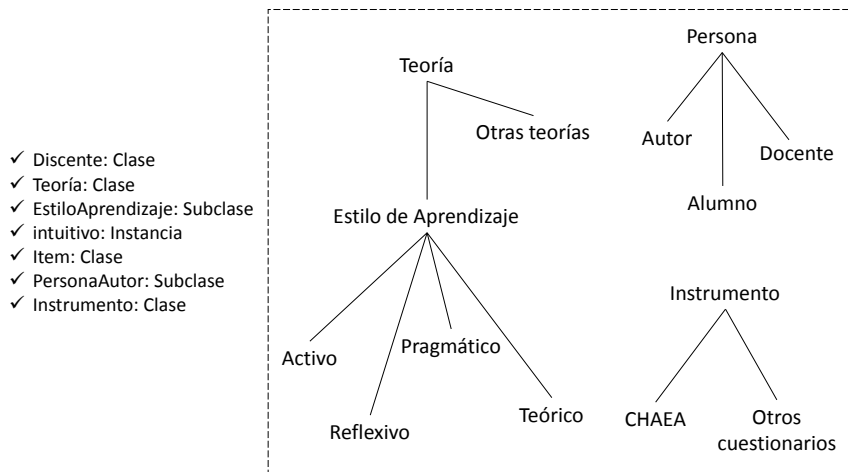 ✓ Discente: Clase
✓ Teoría: Clase
✓ EstiloAprendizaje: Subclase
✓ intuitivo: Instancia
✓ Item: Clase
✓ PersonaAutor: Subclase
✓ Instrumento: Clase
Teoría
Otras teorías
Estilo de Aprendizaje
Activo
Pragmático
Reflexivo
Teórico
Persona
Autor
Docente
Alumno
Instrumento
CHAEA
Otros
cuestionarios